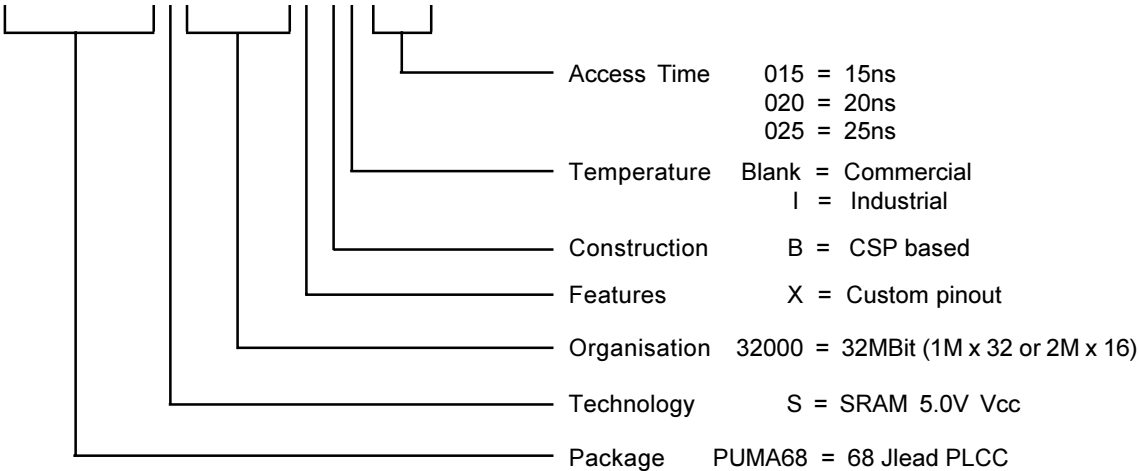 Access Time 015 = 15ns
020 = 20ns
025 = 25ns
Temperature Blank = Commercial
I = Industrial
Construction B = CSP based
Features X = Custom pinout
Organisation 32000 = 32MBit (1M x 32 or 2M x 16)
Technology S = SRAM 5.0V Vcc
Package PUMA68 = 68 Jlead PLCC